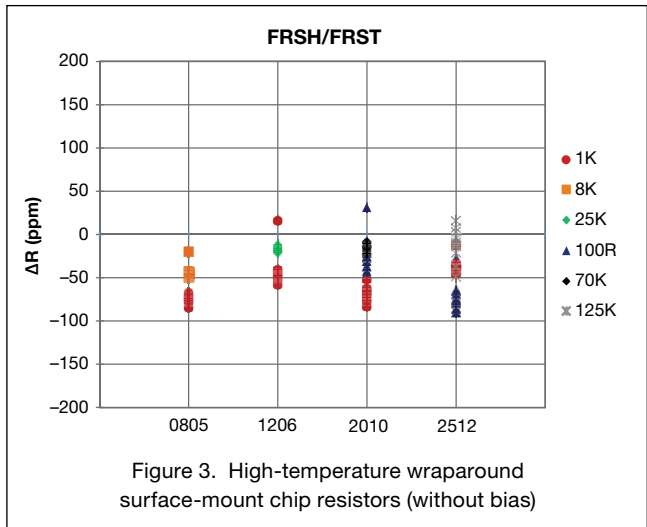 FRSH/FRST
200
150
100
50
0
−50
−100
−150
−200
ΔR (ppm)
0805 1206 2010 2512
1K
8K
25K
100R
70K
125K
Figure 3. High-temperature wraparound
surface-mount chip resistors (without bias)